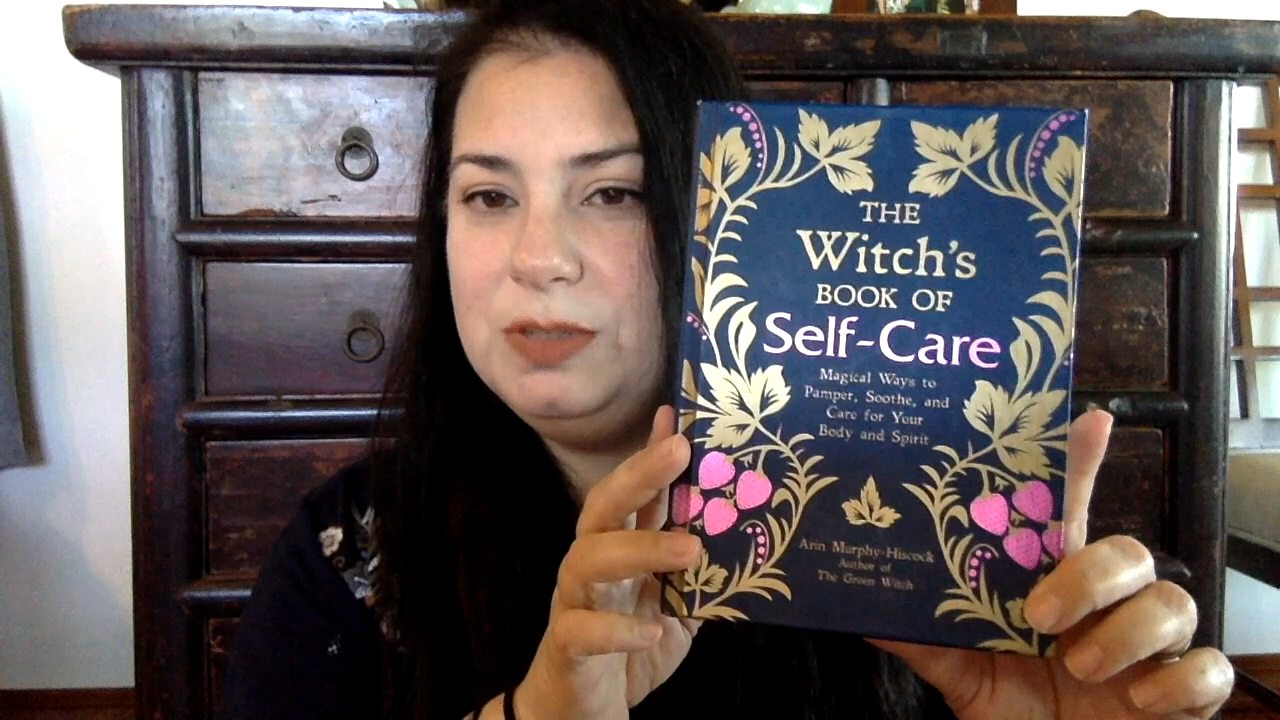 THE
Witch's
BOOK OF
Self-Care
Magical Ways to
Pamper, Soothe, and
Care for Your
Body and Spirit
Arin Murphy-Hiscock
Author of
The Green Witch